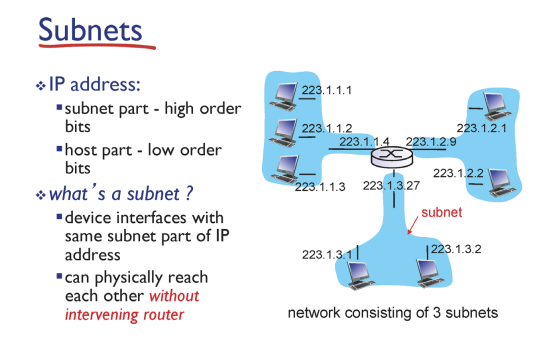 Subnets
❖ IP address:
▪ subnet part - high order
bits
▪ host part - low order
bits
❖ what's a subnet ?
▪ device interfaces with
same subnet part of IP
address
▪ can physically reach
each other without
intervening router
223.1.1.1
223.1.1.2
223.1.1.3
223.1.1.4
223.1.2.9
223.1.2.1
223.1.2.2
223.1.3.27
subnet
223.1.3.1
223.1.3.2
network consisting of 3 subnets